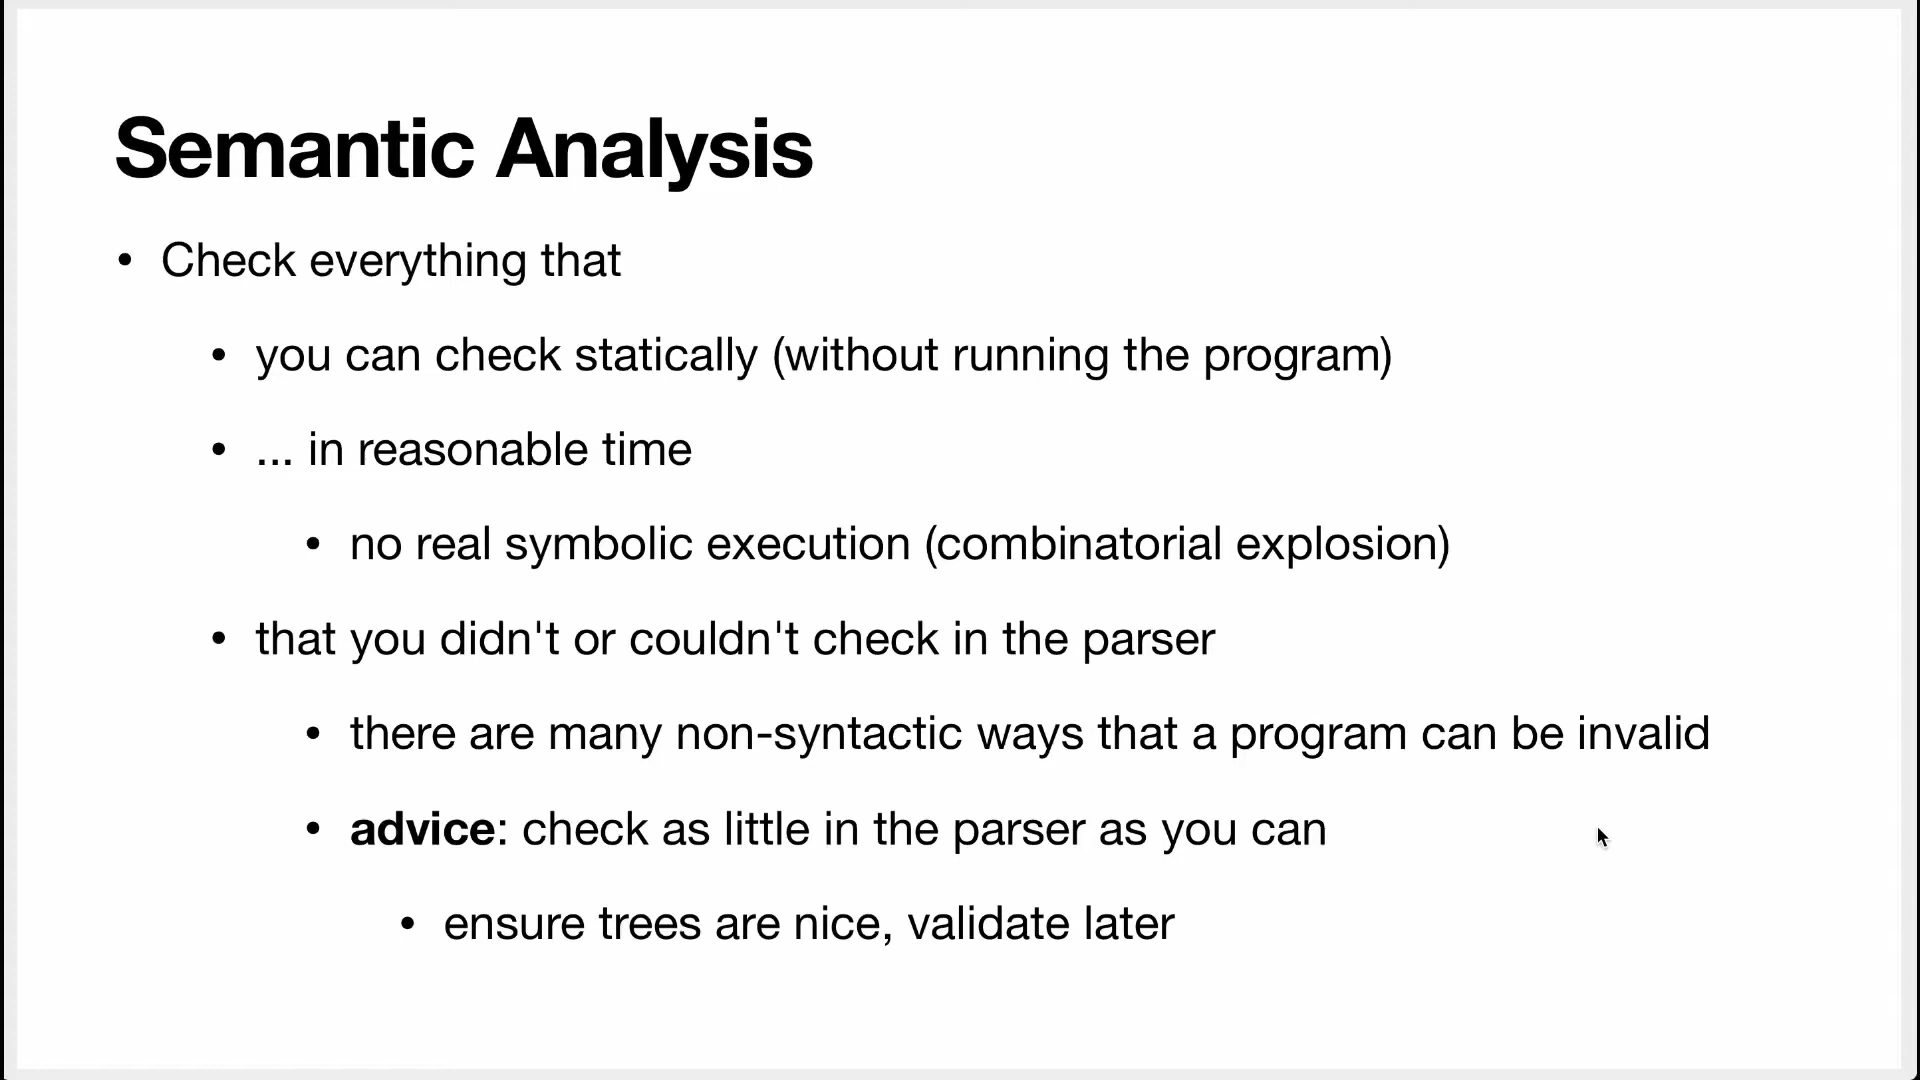 Semantic Analysis
• Check everything that
• you can check statically (without running the program)
• ... in reasonable time
• no real symbolic execution (combinatorial explosion)
• that you didn't or couldn't check in the parser
• there are many non-syntactic ways that a program can be invalid
• advice: check as little in the parser as you can
• ensure trees are nice, validate later